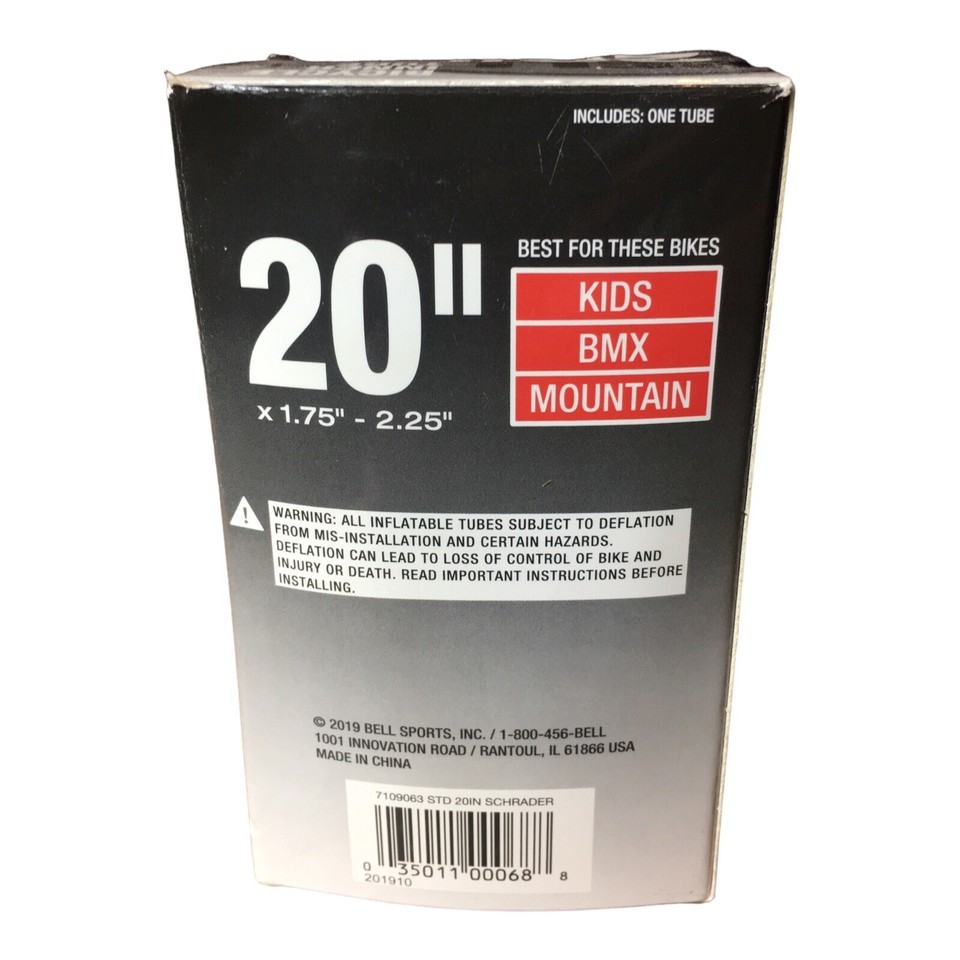 INCLUDES: ONE TUBE
20"
x 1.75" - 2.25"
BEST FOR THESE BIKES
KIDS
BMX
MOUNTAIN
WARNING: ALL INFLATABLE TUBES SUBJECT TO DEFLATION
FROM MIS-INSTALLATION AND CERTAIN HAZARDS.
DEFLATION CAN LEAD TO LOSS OF CONTROL OF BIKE AND
INJURY OR DEATH. READ IMPORTANT INSTRUCTIONS BEFORE
INSTALLING.
© 2019 BELL SPORTS, INC. / 1-800-456-BELL
1001 INNOVATION ROAD / RANTOUL, IL 61866 USA
MADE IN CHINA
7109063 STD 20IN SCHRADER
0 35011 00068 8
201910